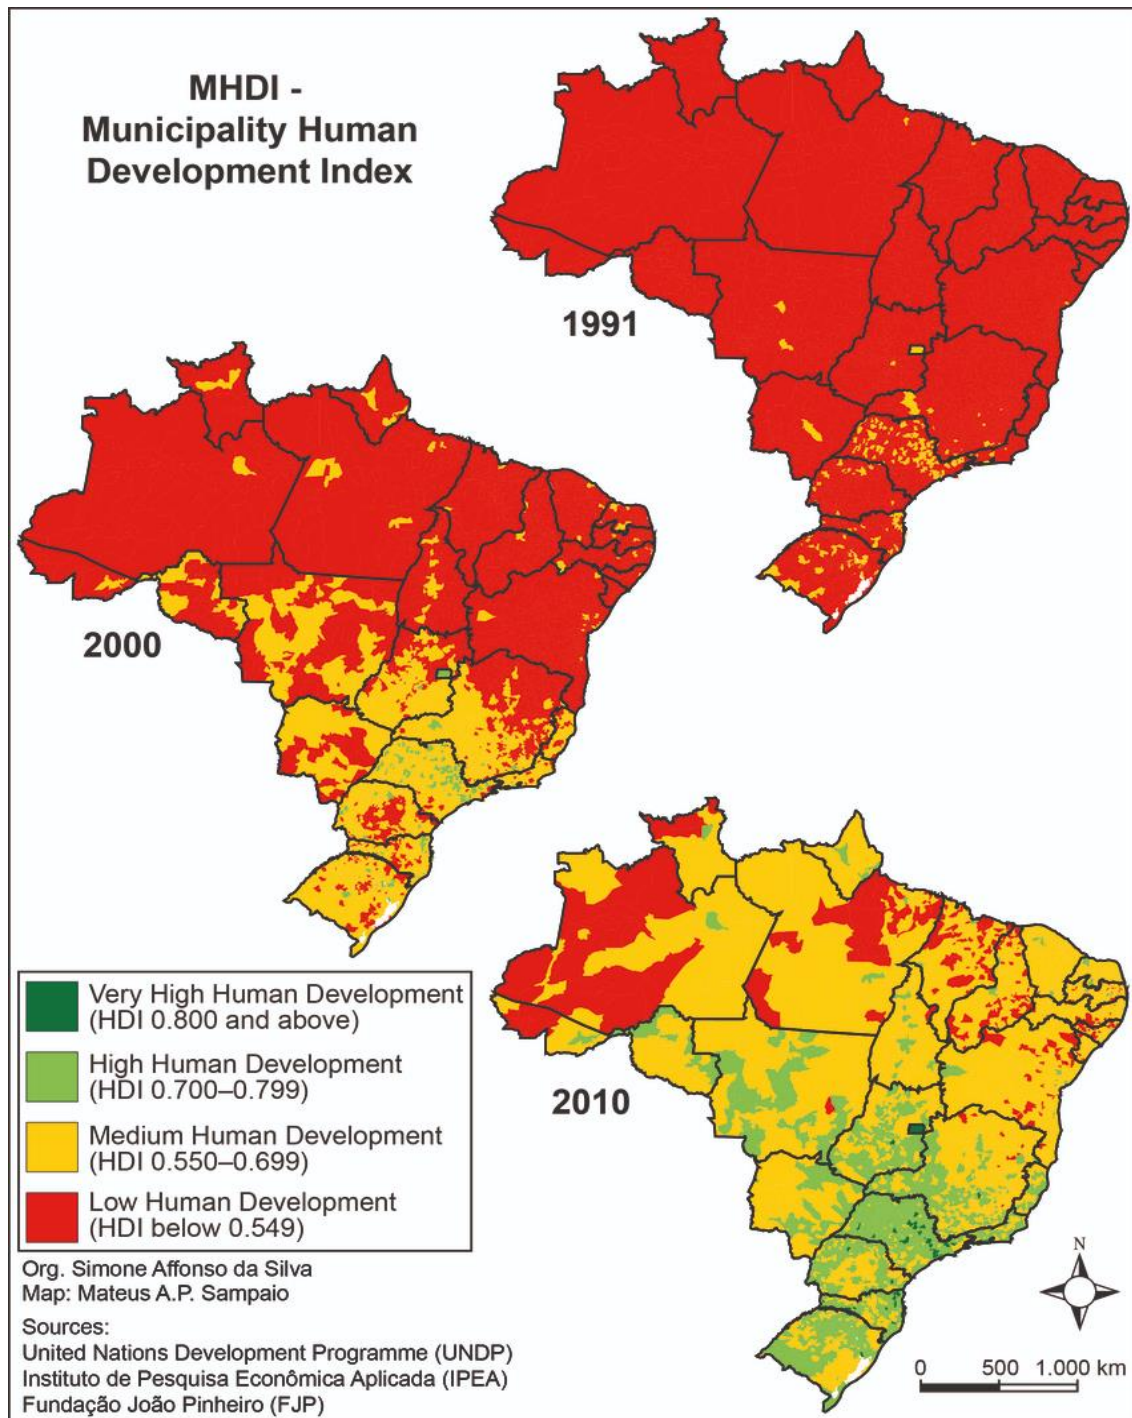 MHDI -
Municipality Human
Development Index
1991
2000
2010
Very High Human Development
(HDI 0.800 and above)
High Human Development
(HDI 0.700–0.799)
Medium Human Development
(HDI 0.550–0.699)
Low Human Development
(HDI below 0.549)
Org. Simone Affonso da Silva
Map: Mateus A.P. Sampaio
Sources:
United Nations Development Programme (UNDP)
Instituto de Pesquisa Econômica Aplicada (IPEA)
Fundação João Pinheiro (FJP)
N
0 500 1.000 km